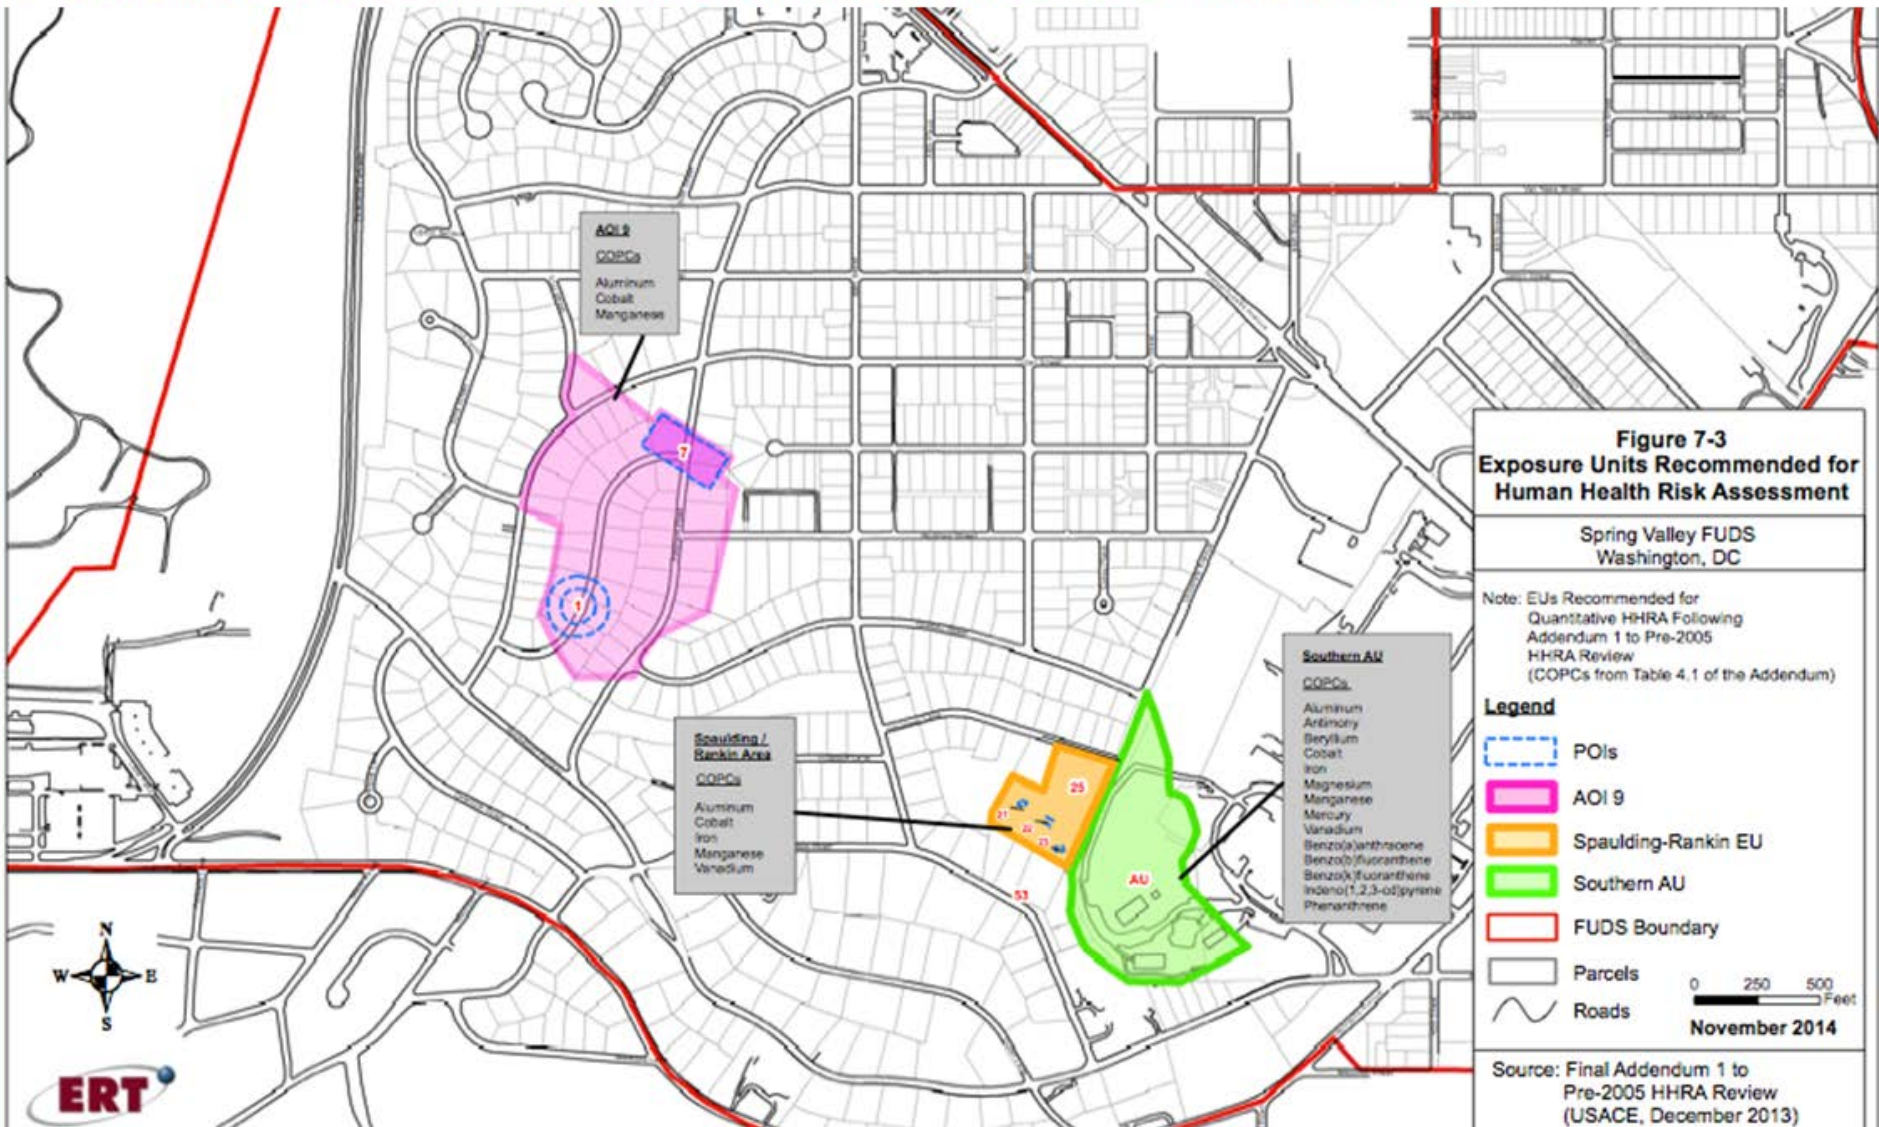 AOI 9
COPCs
Aluminum
Cobalt
Manganese
7
1
Spaulding /
Rankin Area
COPCs
Aluminum
Cobalt
Iron
Manganese
Vanadium
25
21
22
23
53
AU
Southern AU
COPCs
Aluminum
Antimony
Beryllium
Cobalt
Iron
Magnesium
Manganese
Mercury
Vanadium
Benzo(a)anthracene
Benzo(b)fluoranthene
Benzo(k)fluoranthene
Indeno(1,2,3-cd)pyrene
Phenanthrene
Figure 7-3
Exposure Units Recommended for
Human Health Risk Assessment
Spring Valley FUDS
Washington, DC
Note: EUs Recommended for
Quantitative HHRA Following
Addendum 1 to Pre-2005
HHRA Review
(COPCs from Table 4.1 of the Addendum)
Legend
POIs
AOI 9
Spaulding-Rankin EU
Southern AU
FUDS Boundary
Parcels
Roads
0 250 500
Feet
November 2014
Source: Final Addendum 1 to
Pre-2005 HHRA Review
(USACE, December 2013)
N
W E
S
ERT